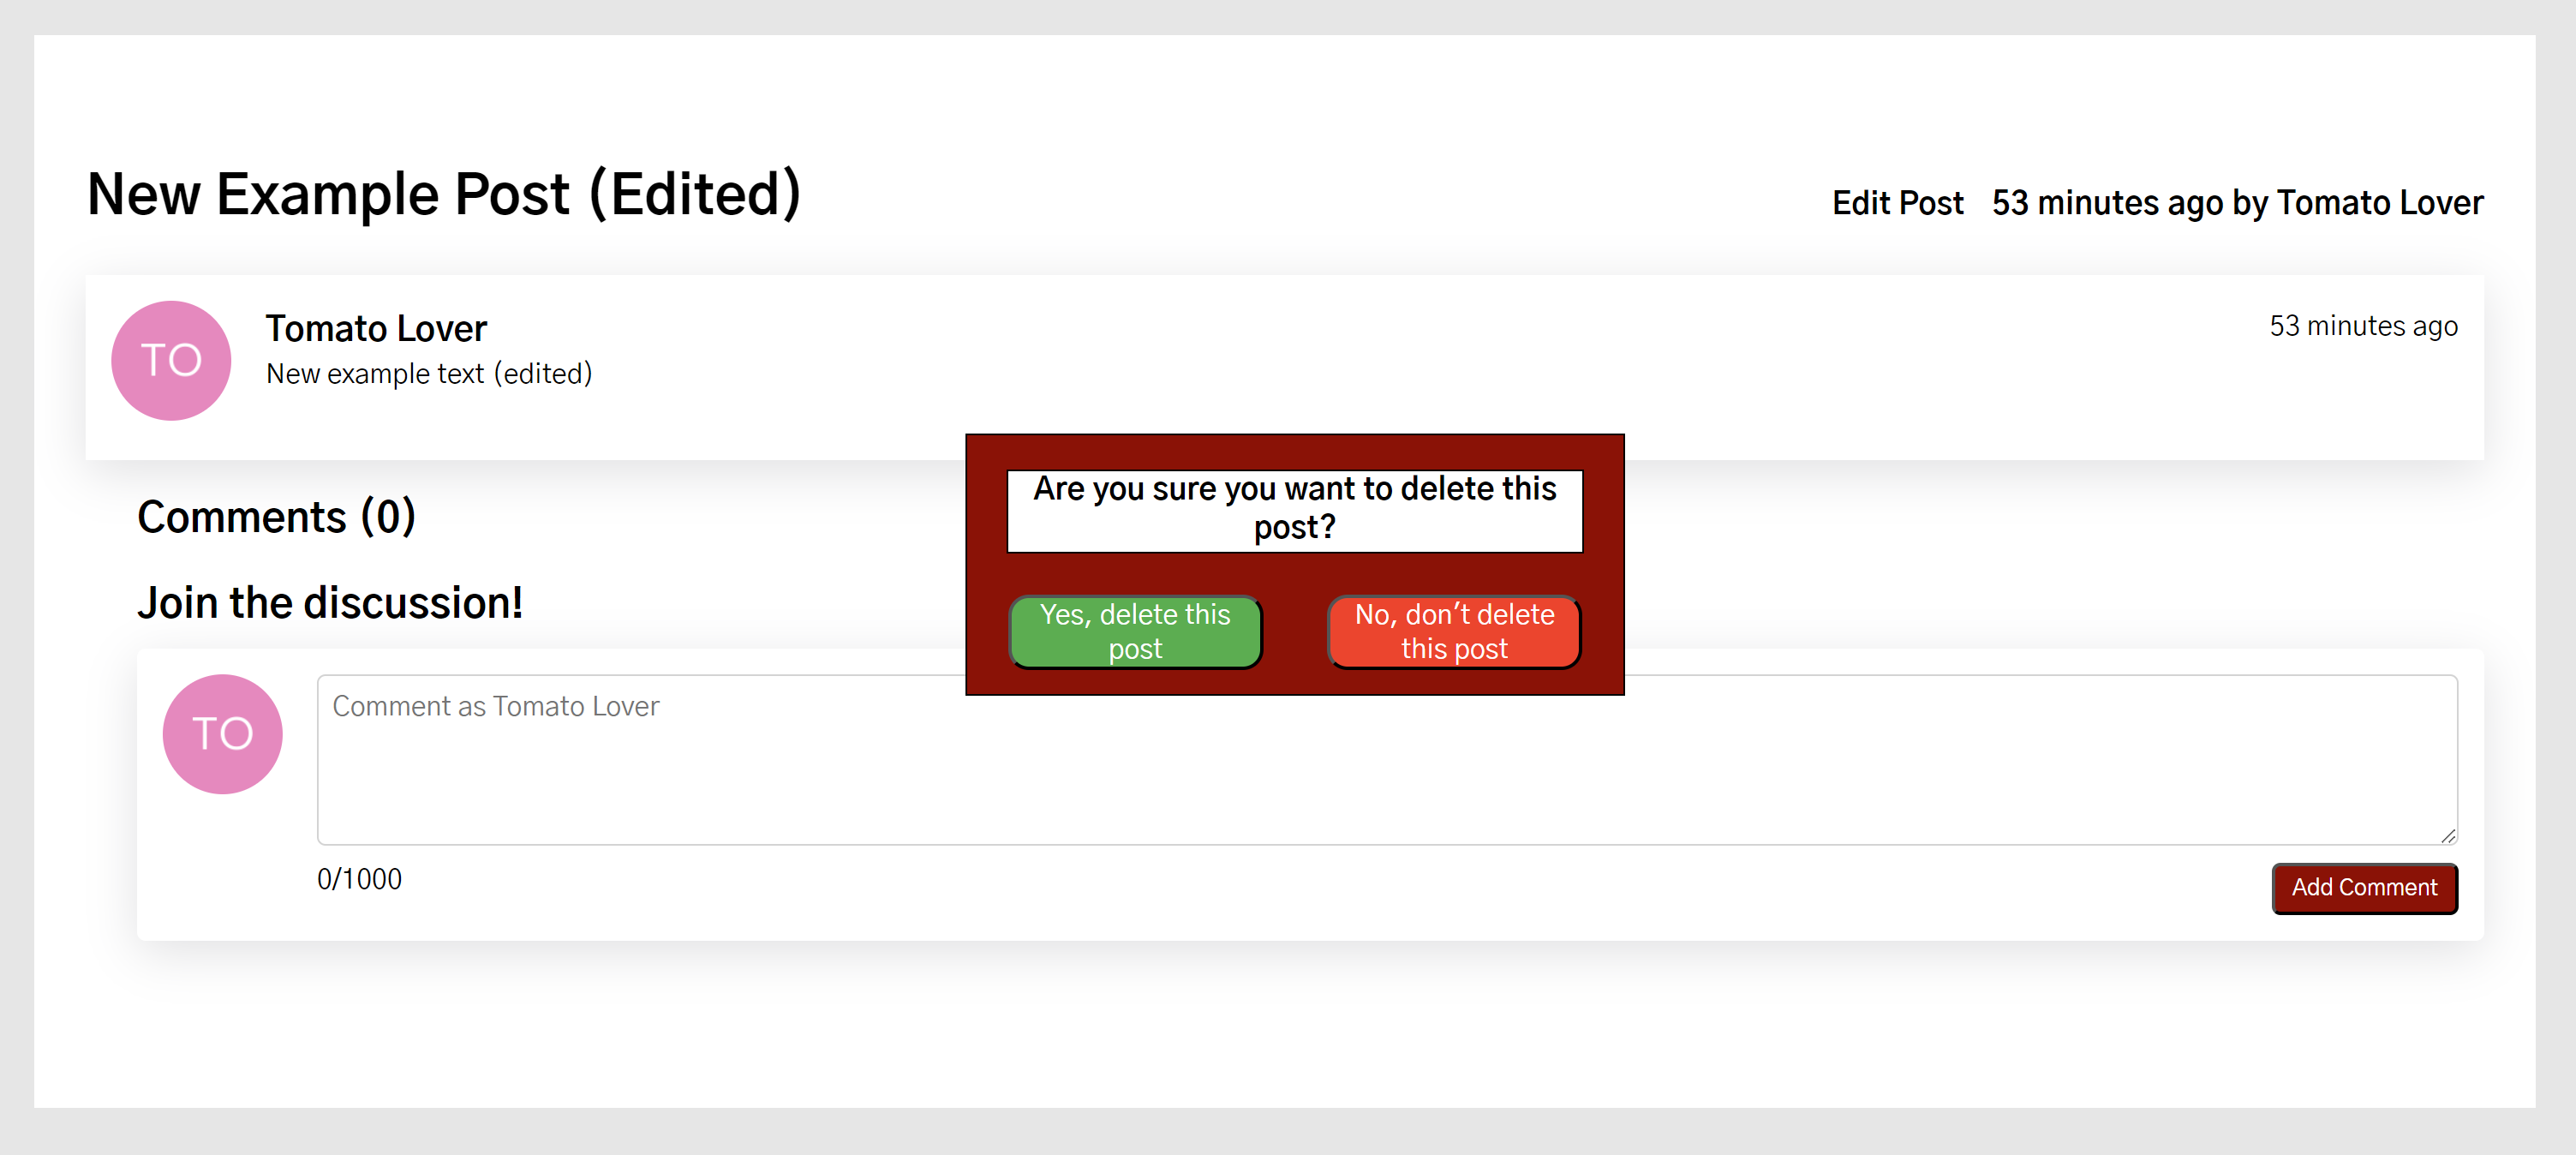 New Example Post (Edited)
Edit Post 53 minutes ago by Tomato Lover
TO
Tomato Lover
53 minutes ago
New example text (edited)
Are you sure you want to delete this
post?
Yes, delete this
post
No, don't delete
this post
Comments (0)
Join the discussion!
TO
Comment as Tomato Lover
0/1000
Add Comment